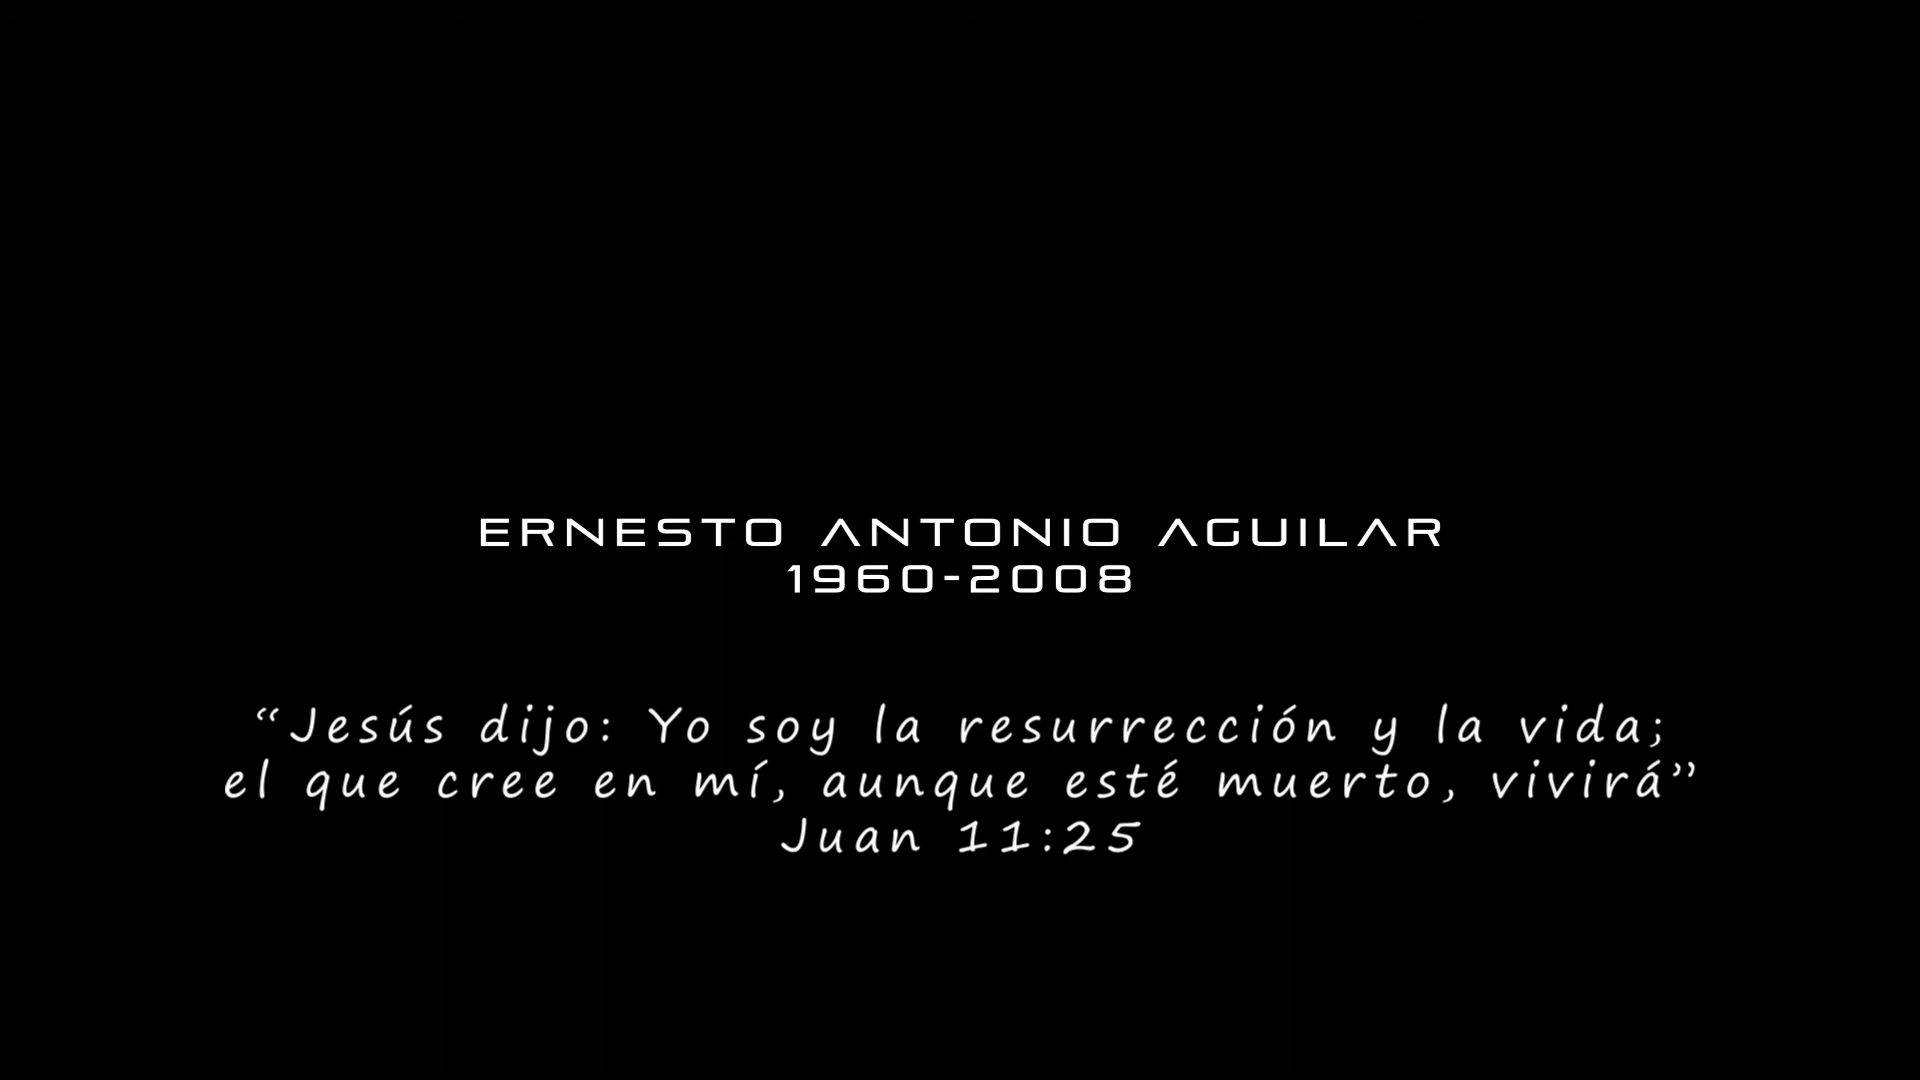 ERNESTO ANTONIO AGUILAR
1960-2008
“Jesús dijo: Yo soy la resurrección y la vida;
el que cree en mí, aunque esté muerto, vivirá”
Juan 11:25